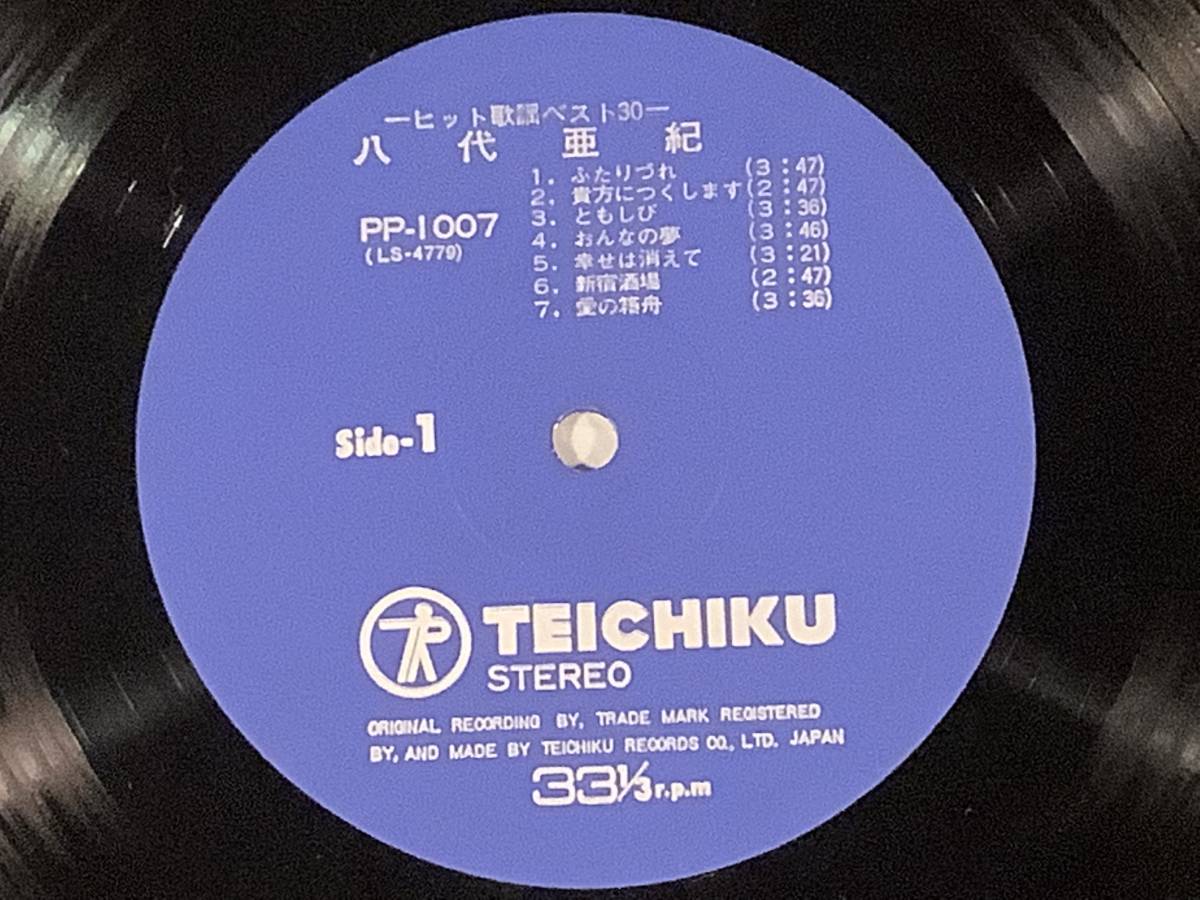 ーヒット歌謡ベスト30ー
八代亜紀
PP-1007
(LS-4779)
1. ふたりづれ (3:47)
2. 貴方につくします (2:47)
3. ともしび (3:36)
4. おんなの夢 (3:46)
5. 幸せは消えて (3:21)
6. 新宿酒場 (2:47)
7. 愛の箱舟 (3:36)
Side-1
TEICHIKU
STEREO
ORIGINAL RECORDING BY, TRADE MARK REGISTERED
BY, AND MADE BY TEICHIKU RECORDS CO., LTD. JAPAN
33 1/3 r.p.m